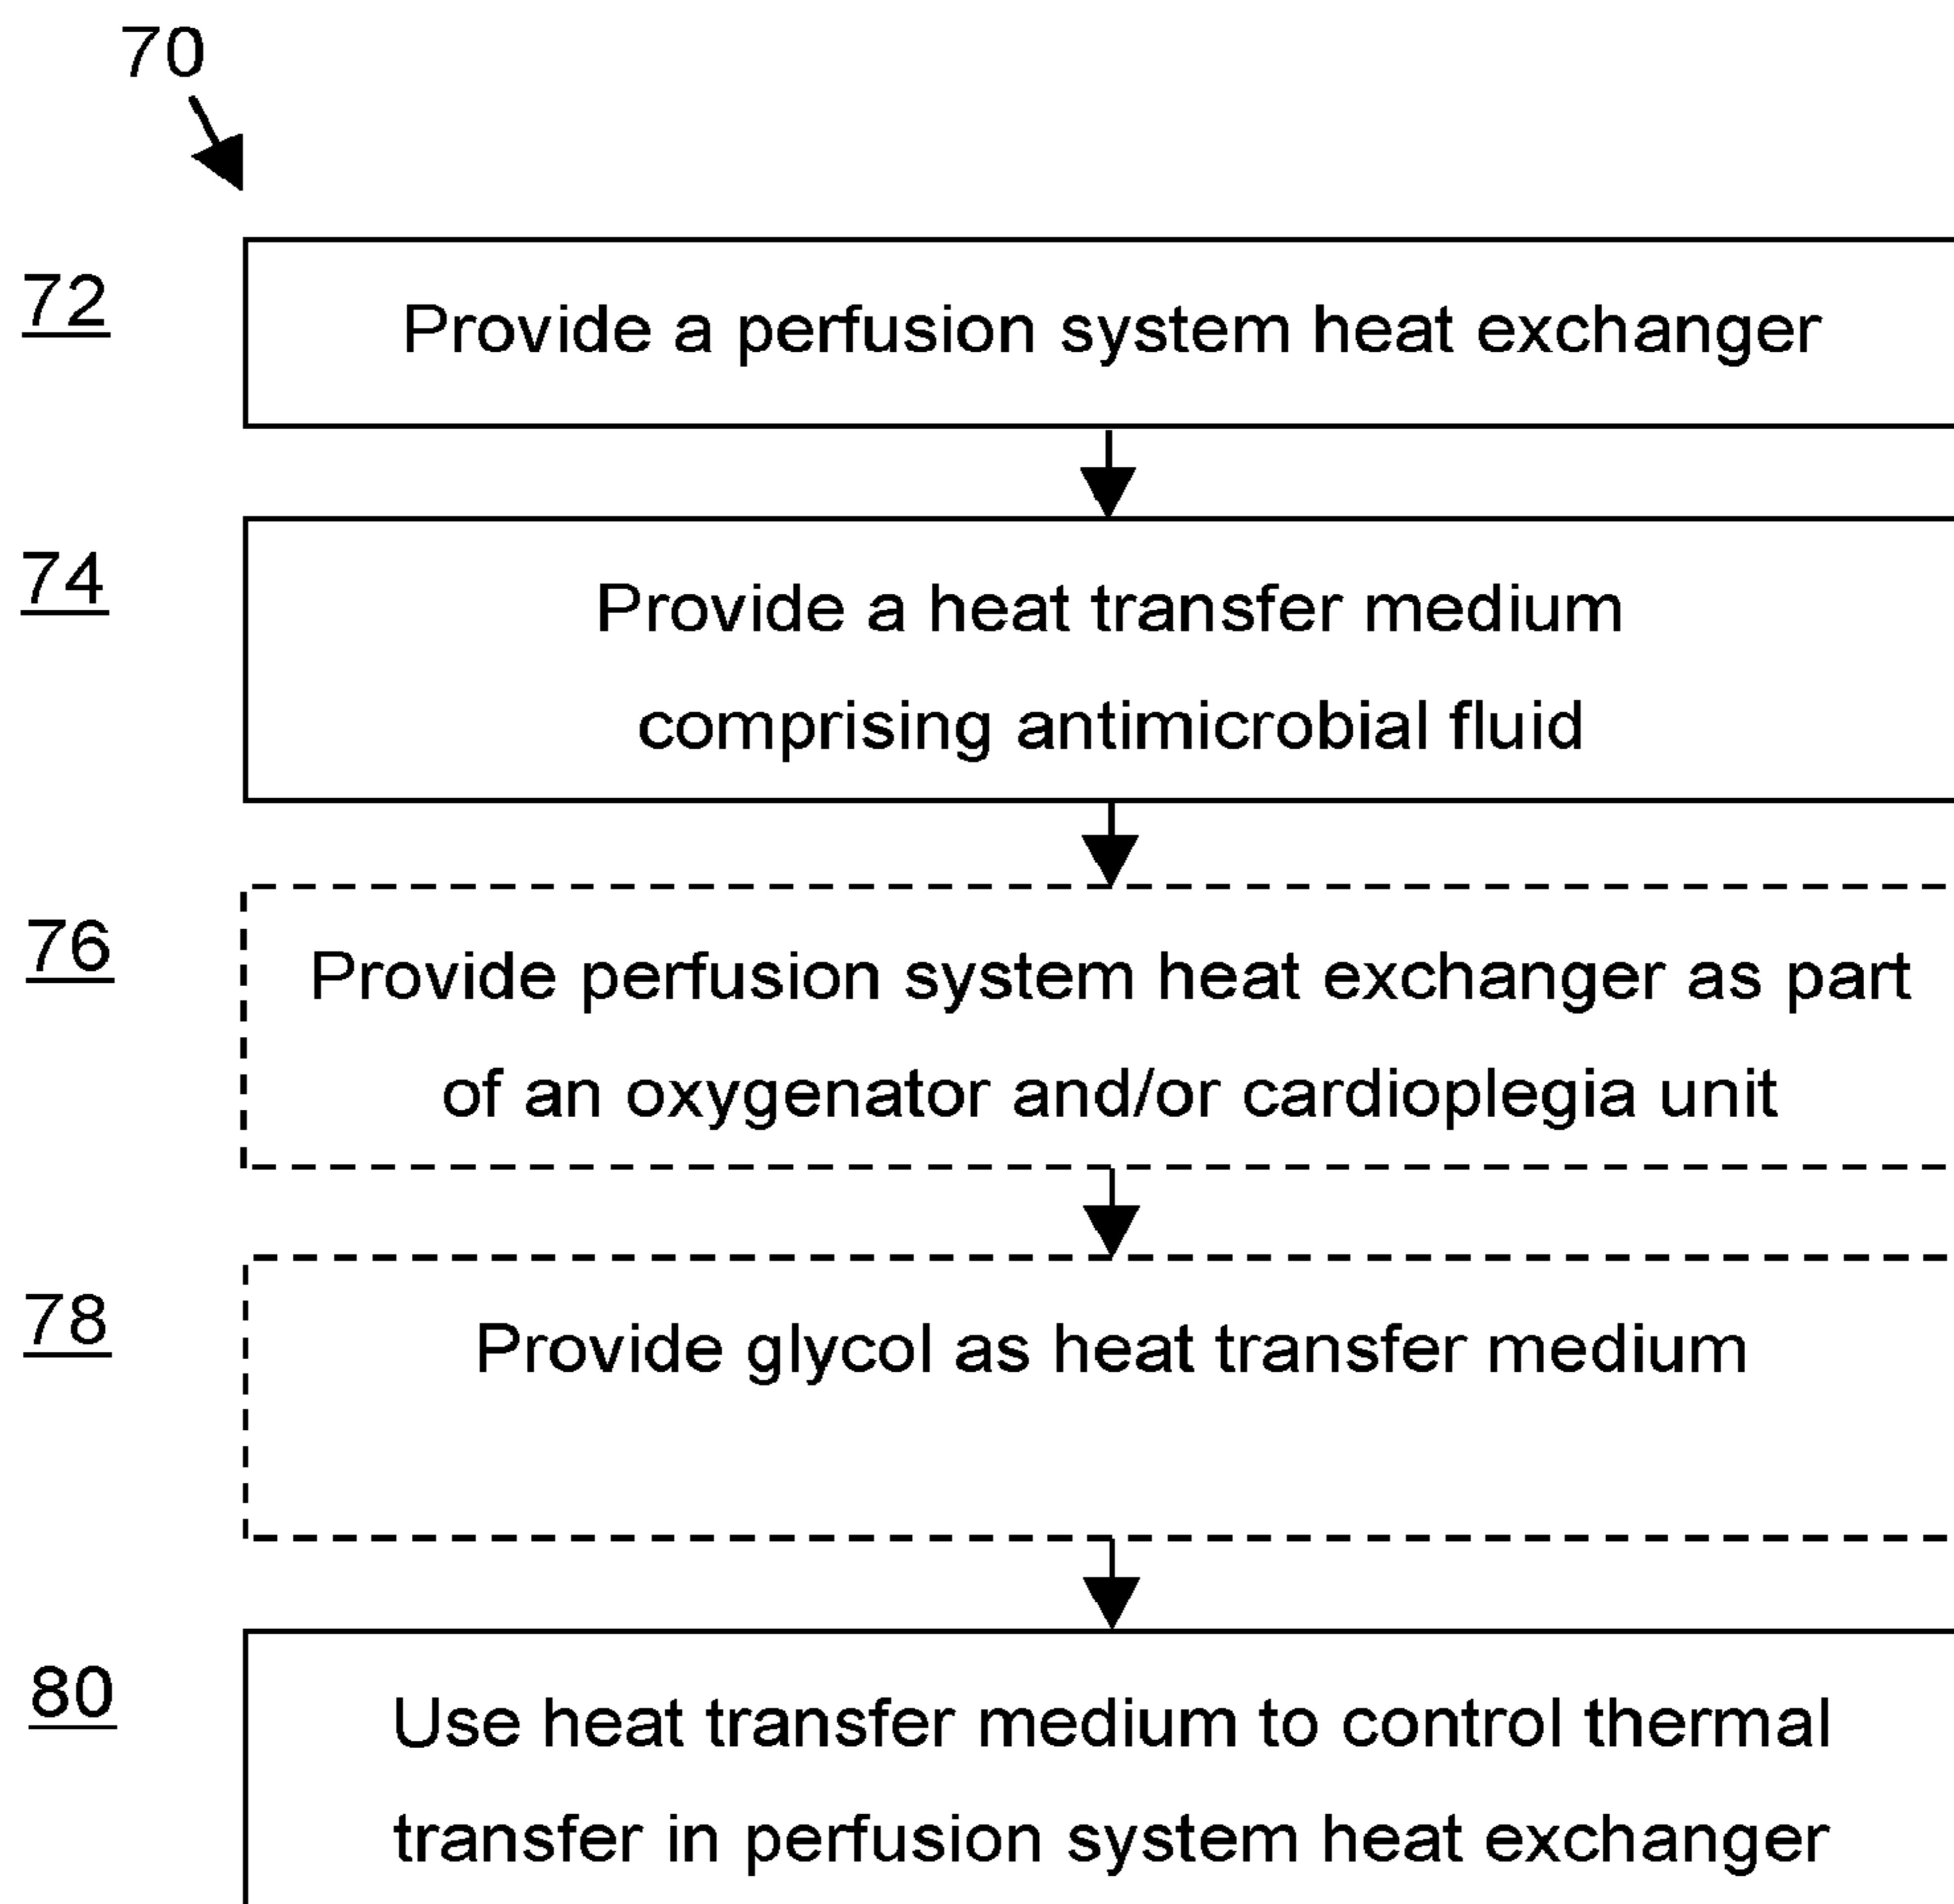 70
72
Provide a perfusion system heat exchanger
74
Provide a heat transfer medium
comprising antimicrobial fluid
76
Provide perfusion system heat exchanger as part
of an oxygenator and/or cardioplegia unit
78
Provide glycol as heat transfer medium
80
Use heat transfer medium to control thermal
transfer in perfusion system heat exchanger